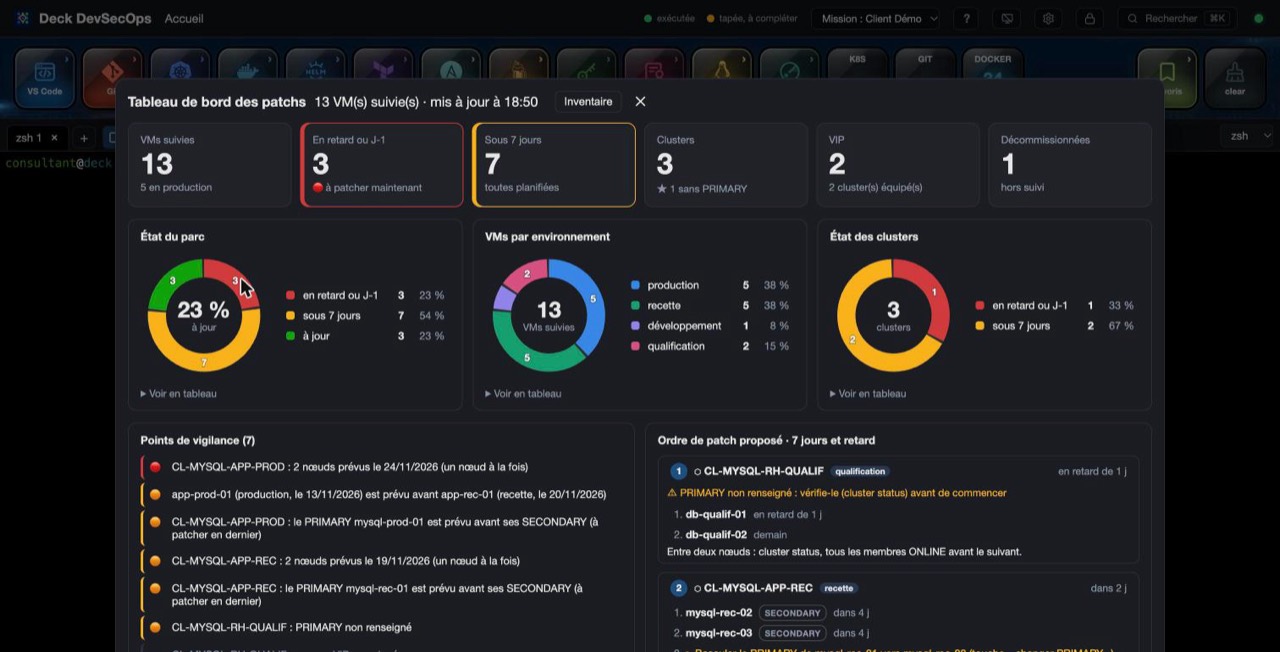 Deck DevSecOps Accueil
exécutée tapée, à compléter Mission : Client Démo ? Rechercher ⌘K
VS Code HELM K8S GIT DOCKER clear
zsh 1 × + zsh
consultant@deck
Tableau de bord des patchs 13 VM(s) suivie(s) · mis à jour à 18:50 Inventaire ×
VMs suivies
13
5 en production
En retard ou J-1
3
à patcher maintenant
Sous 7 jours
7
toutes planifiées
Clusters
3
★ 1 sans PRIMARY
VIP
2
2 cluster(s) équipé(s)
Décommissionnées
1
hors suivi
État du parc
3
3
7
23 %
à jour
en retard ou J-1 3 23 %
sous 7 jours 7 54 %
à jour 3 23 %
▶ Voir en tableau
VMs par environnement
2
5
5
13
VMs suivies
production 5 38 %
recette 5 38 %
développement 1 8 %
qualification 2 15 %
▶ Voir en tableau
État des clusters
1
2
3
clusters
en retard ou J-1 1 33 %
sous 7 jours 2 67 %
▶ Voir en tableau
Points de vigilance (7)
CL-MYSQL-APP-PROD : 2 nœuds prévus le 24/11/2026 (un nœud à la fois)
app-prod-01 (production, le 13/11/2026) est prévu avant app-rec-01 (recette, le 20/11/2026)
CL-MYSQL-APP-PROD : le PRIMARY mysql-prod-01 est prévu avant ses SECONDARY (à
patcher en dernier)
CL-MYSQL-APP-REC : 2 nœuds prévus le 19/11/2026 (un nœud à la fois)
CL-MYSQL-APP-REC : le PRIMARY mysql-rec-01 est prévu avant ses SECONDARY (à
patcher en dernier)
CL-MYSQL-RH-QUALIF : PRIMARY non renseigné
Ordre de patch proposé · 7 jours et retard
1 CL-MYSQL-RH-QUALIF qualification en retard de 1 j
⚠ PRIMARY non renseigné : vérifie-le (cluster status) avant de commencer
1. db-qualif-01 en retard de 1 j
2. db-qualif-02 demain
Entre deux nœuds : cluster status, tous les membres ONLINE avant le suivant.
2 CL-MYSQL-APP-REC recette dans 2 j
1. mysql-rec-02 SECONDARY dans 4 j
2. mysql-rec-03 SECONDARY dans 4 j